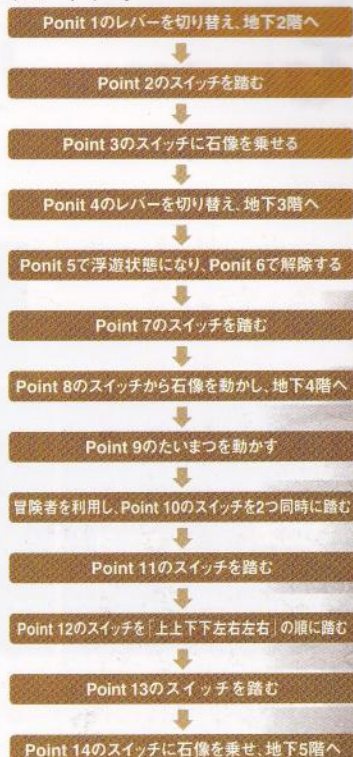 Ponit 1のレバーを切り替え、地下2階へ
Point 2のスイッチを踏む
Point 3のスイッチに石像を乗せる
Ponit 4のレバーを切り替え、地下3階へ
Ponit 5で浮遊状態になり、Ponit 6で解除する
Point 7のスイッチを踏む
Point 8のスイッチから石像を動かし、地下4階へ
Point 9のたいまつを動かす
冒険者を利用し、Point 10のスイッチを2つ同時に踏む
Point 11のスイッチを踏む
Point 12のスイッチを「上上下下左右左右」の順に踏む
Point 13のスイッチを踏む
Point 14のスイッチに石像を乗せ、地下5階へ